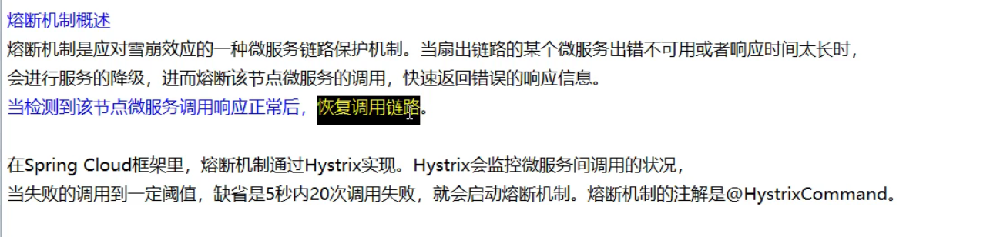 熔断机制概述
熔断机制是应对雪崩效应的一种微服务链路保护机制。当扇出链路的某个微服务出错不可用或者响应时间太长时，
会进行服务的降级，进而熔断该节点微服务的调用，快速返回错误的响应信息。
当检测到该节点微服务调用响应正常后，恢复调用链路。
在Spring Cloud框架里，熔断机制通过Hystrix实现。Hystrix会监控微服务间调用的状况，
当失败的调用到一定阈值，缺省是5秒内20次调用失败，就会启动熔断机制。熔断机制的注解是@HystrixCommand。